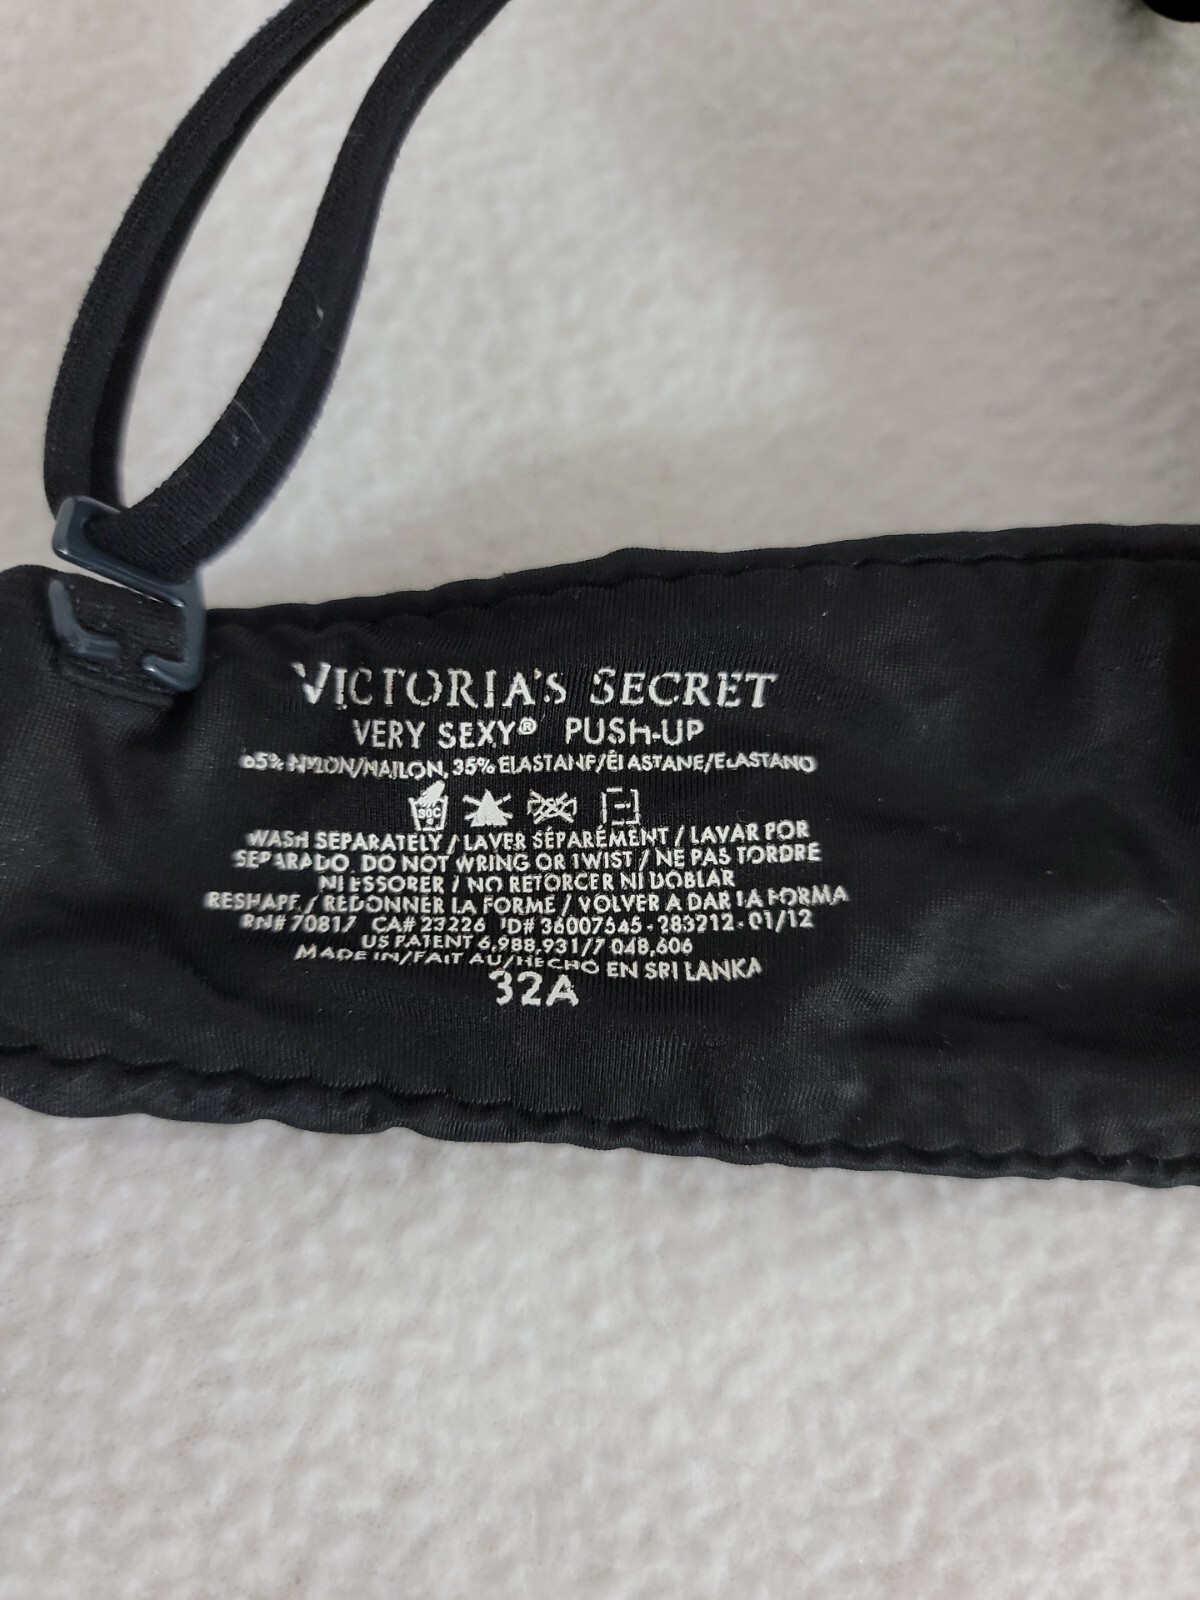 VICTORIA'S SECRET
VERY SEXY® PUSH-UP
65% NYLON/NAILON, 35% ELASTANE/ÉLASTANE/ELASTANO
30C
WASH SEPARATELY / LAVER SÉPARÉMENT / LAVAR POR
SEPARADO. DO NOT WRING OR TWIST / NE PAS TORDRE
NI ESSORER / NO RETORCER NI DOBLAR
RESHAPE / REDONNER LA FORME / VOLVER A DAR LA FORMA
RN# 70817 CA# 23226 ID# 36007545-283212-01/12
US PATENT 6,988,931/7 048,606
MADE IN/FAIT AU/HECHO EN SRI LANKA
32A